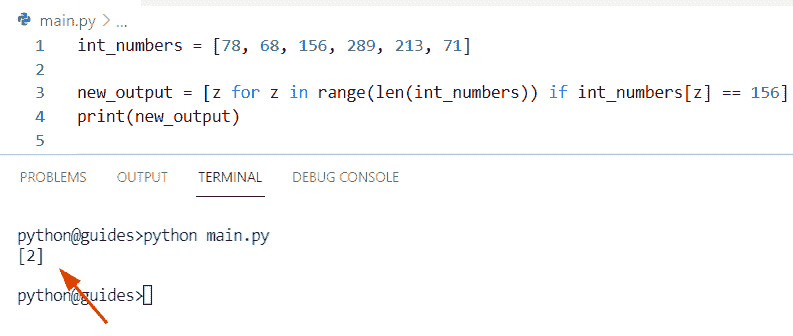 main.py > ...
1 int_numbers = [78, 68, 156, 289, 213, 71]
2
3 new_output = [z for z in range(len(int_numbers)) if int_numbers[z] == 156]
4 print(new_output)
5
PROBLEMS OUTPUT TERMINAL DEBUG CONSOLE
python@guides>python main.py
[2]
python@guides>